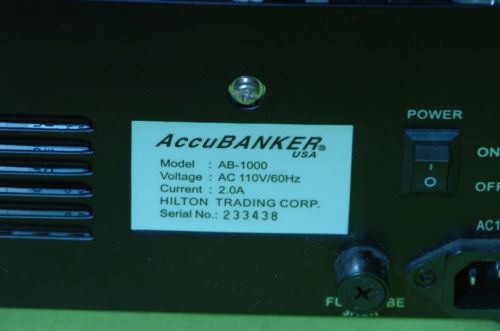 AccuBANKER®
USA
Model : AB-1000
Voltage : AC 110V/60Hz
Current : 2.0A
HILTON TRADING CORP.
Serial No.: 233438
POWER
ON
OFF
AC1